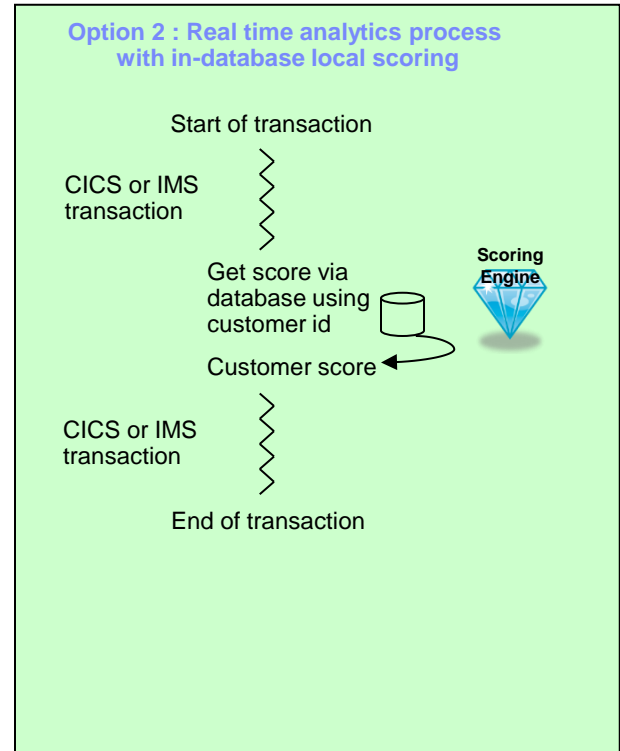 Option 2 : Real time analytics process
with in-database local scoring
Start of transaction
CICS or IMS
transaction
Get score via
database using
customer id
Scoring
Engine
Customer score
CICS or IMS
transaction
End of transaction